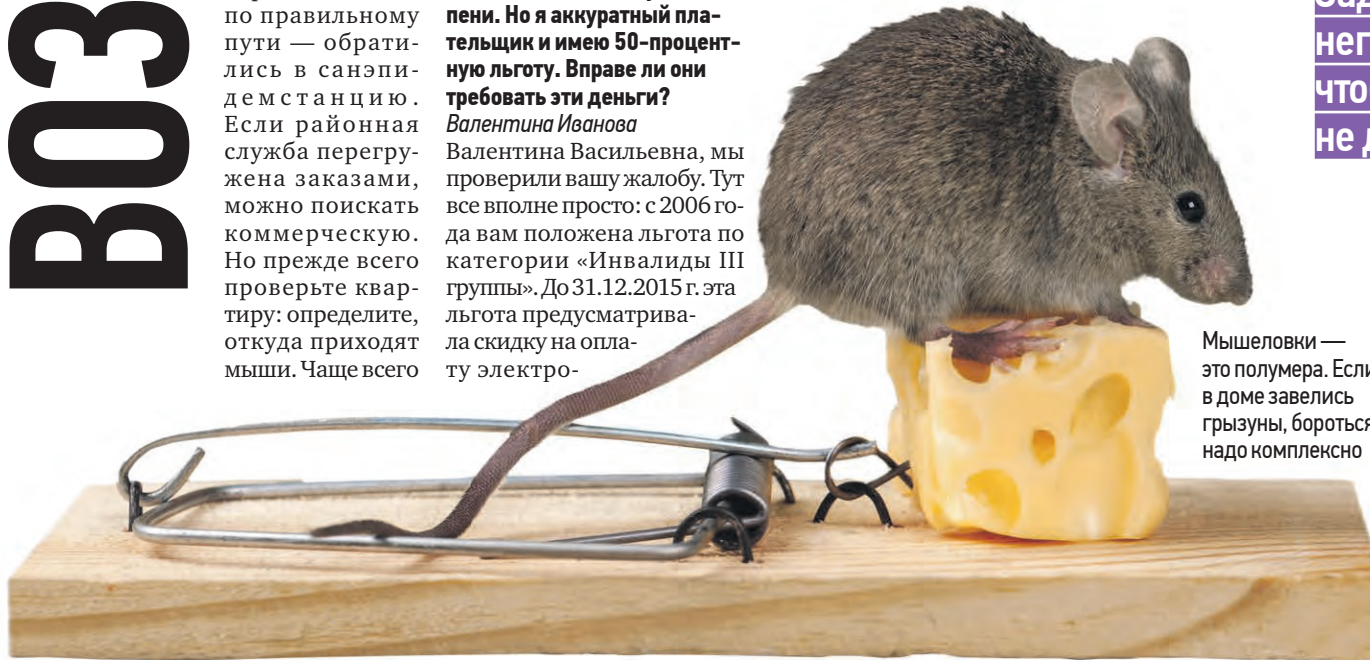 ВОЗ
по правильному
пути — обрати-
лись в санэпи-
демстанцию.
Если районная
служба перегру-
жена заказами,
можно поискать
коммерческую.
Но прежде всего
проверьте квар-
тиру: определите,
откуда приходят
мыши. Чаще всего
пени. Но я аккуратный пла-
тельщик и имею 50-процент-
ную льготу. Вправе ли они
требовать эти деньги?
Валентина Иванова
Валентина Васильевна, мы
проверили вашу жалобу. Тут
все вполне просто: с 2006 го-
да вам положена льгота по
категории «Инвалиды III
группы». До 31.12.2015 г. эта
льгота предусматрива-
ла скидку на опла-
ту электро-
нег
что
не
Мышеловки —
это полумера. Если
в доме завелись
грызуны, бороться
надо комплексно